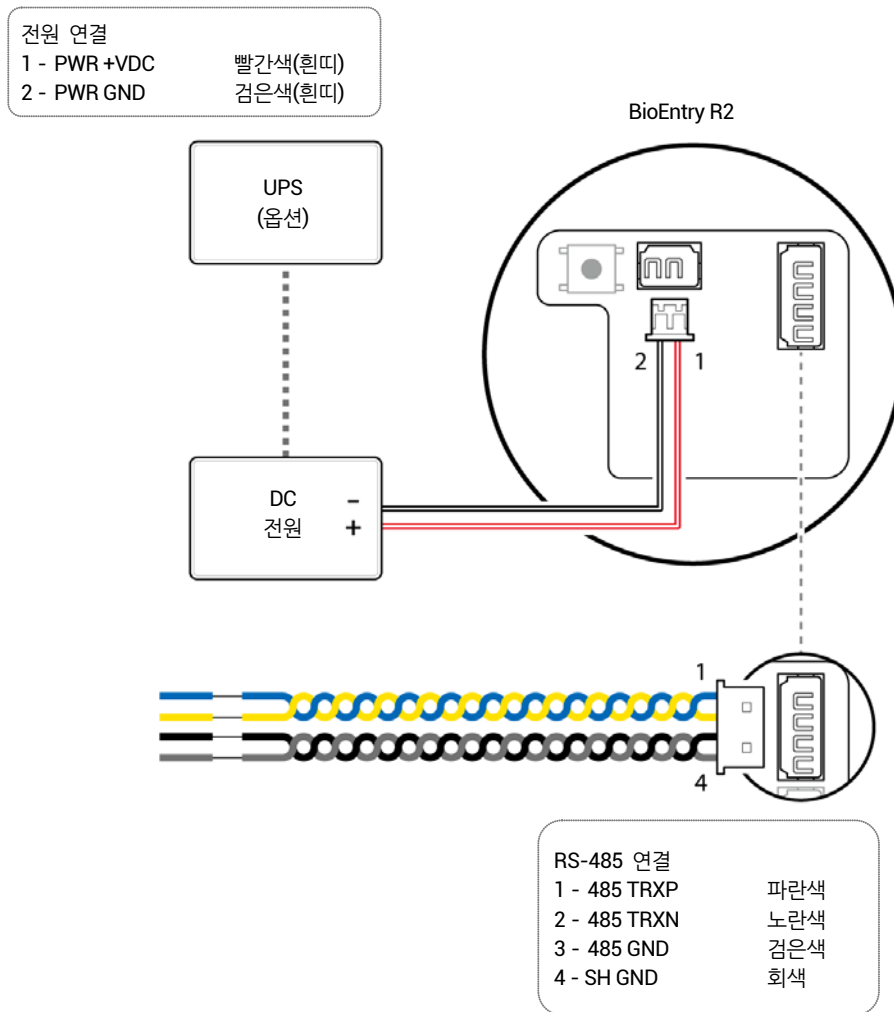 전원 연결
1 - PWR +VDC 빨간색(흰띠)
2 - PWR GND 검은색(흰띠)
BioEntry R2
UPS
(옵션)
2 1
DC
전원
-
+
1
4
RS-485 연결
1 - 485 TRXP 파란색
2 - 485 TRXN 노란색
3 - 485 GND 검은색
4 - SH GND 회색